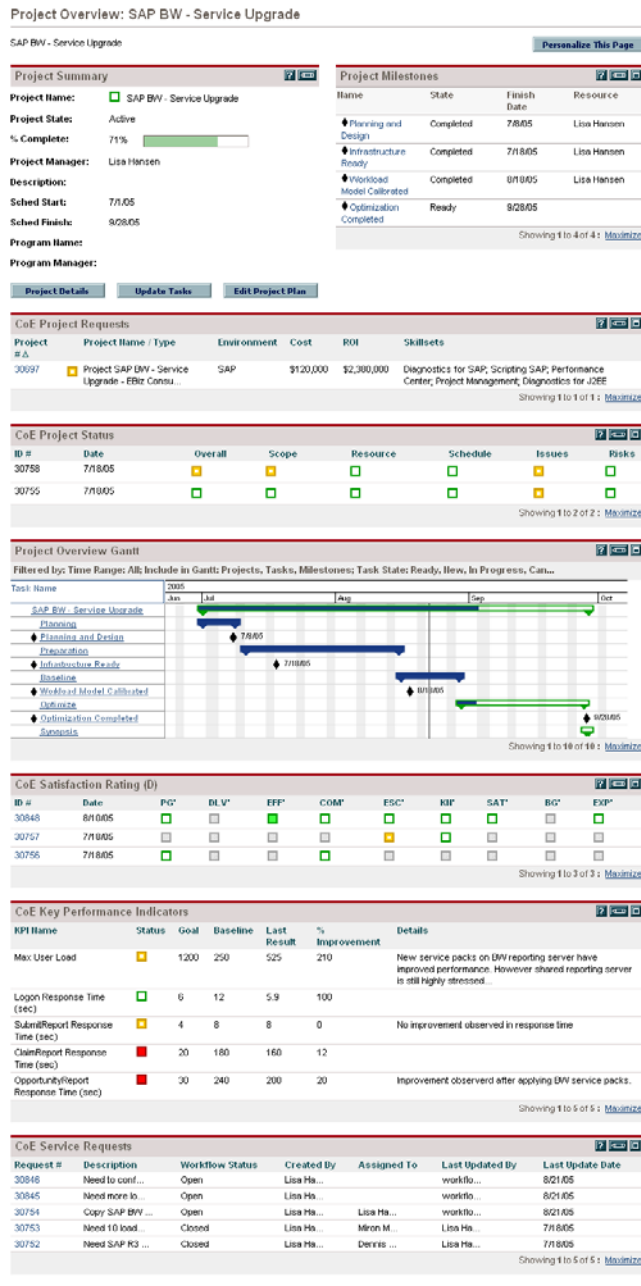 Project Overview: SAP BW - Service Upgrade
SAP BW - Service Upgrade
Personalize This Page
Project Summary
Project Name: SAP BW - Service Upgrade
Project State: Active
% Complete: 71%
Project Manager: Lisa Hansen
Description:
Sched Start: 7/1/05
Sched Finish: 9/28/05
Program Name:
Program Manager:
Project Details Update Tasks Edit Project Plan
Project Milestones
Name State Finish Date Resource
Planning and Design Completed 7/8/05 Lisa Hansen
Infrastructure Ready Completed 7/18/05 Lisa Hansen
Workload Model Calibrated Completed 8/18/05 Lisa Hansen
Optimization Completed Ready 9/28/05
Showing 1 to 4 of 4 : Maximize
CoE Project Requests
Project # Project Name / Type Environment Cost ROI Skillsets
30697 Project SAP BW - Service Upgrade - EBiz Consu... SAP $120,000 $2,380,000 Diagnostics for SAP; Scripting SAP; Performance Center; Project Management; Diagnostics for J2EE
Showing 1 to 1 of 1 : Maximize
CoE Project Status
ID # Date Overall Scope Resource Schedule Issues Risks
30758 7/18/05
30755 7/18/05
Showing 1 to 2 of 2 : Maximize
Project Overview Gantt
Filtered by: Time Range: All; Include in Gantt: Projects, Tasks, Milestones; Task State: Ready, New, In Progress, Can...
Task Name 2005
Jun Jul Aug Sep Oct
SAP BW - Service Upgrade
Planning
Planning and Design 7/8/05
Preparation
Infrastructure Ready 7/18/05
Baseline
Workload Model Calibrated 8/18/05
Optimize
Optimization Completed 9/28/05
Synopsis
Showing 1 to 10 of 10 : Maximize
CoE Satisfaction Rating (D)
ID # Date PG* DLV* EFF* COM* ESC* KII* SAT* BG* EXP*
30848 8/10/05
30757 7/18/05
30756 7/18/05
Showing 1 to 3 of 3 : Maximize
CoE Key Performance Indicators
KPI Name Status Goal Baseline Last Result % Improvement Details
Max User Load 1200 250 525 210 New service packs on BW reporting server have improved performance. However shared reporting server is still highly stressed...
Logon Response Time (sec) 6 12 5.9 100
SubmitReport Response Time (sec) 4 8 8 0 No improvement observed in response time
ClaimReport Response Time (sec) 20 180 160 12
OpportunityReport Response Time (sec) 30 240 200 20 Improvement observerd after applying BW service packs.
Showing 1 to 5 of 5 : Maximize
CoE Service Requests
Request # Description Workflow Status Created By Assigned To Last Updated By Last Update Date
30846 Need to conf... Open Lisa Ha... workflo... 8/21/05
30845 Need more lo... Open Lisa Ha... workflo... 8/21/05
30754 Copy SAP BW ... Open Lisa Ha... Lisa Ha... workflo... 8/21/05
30753 Need 10 load... Closed Lisa Ha... Miron M... Lisa Ha... 7/18/05
30752 Need SAP R3 ... Closed Lisa Ha... Dennis ... Lisa Ha... 7/18/05
Showing 1 to 5 of 5 : Maximize